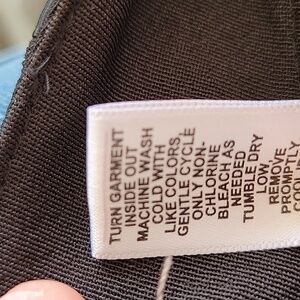 TURN GARMENT
INSIDE OUT
MACHINE WASH
COLD WITH
LIKE COLORS,
GENTLE CYCLE
ONLY NON-
CHLORINE
BLEACH AS
NEEDED
TUMBLE DRY
LOW
REMOVE
PROMPTLY